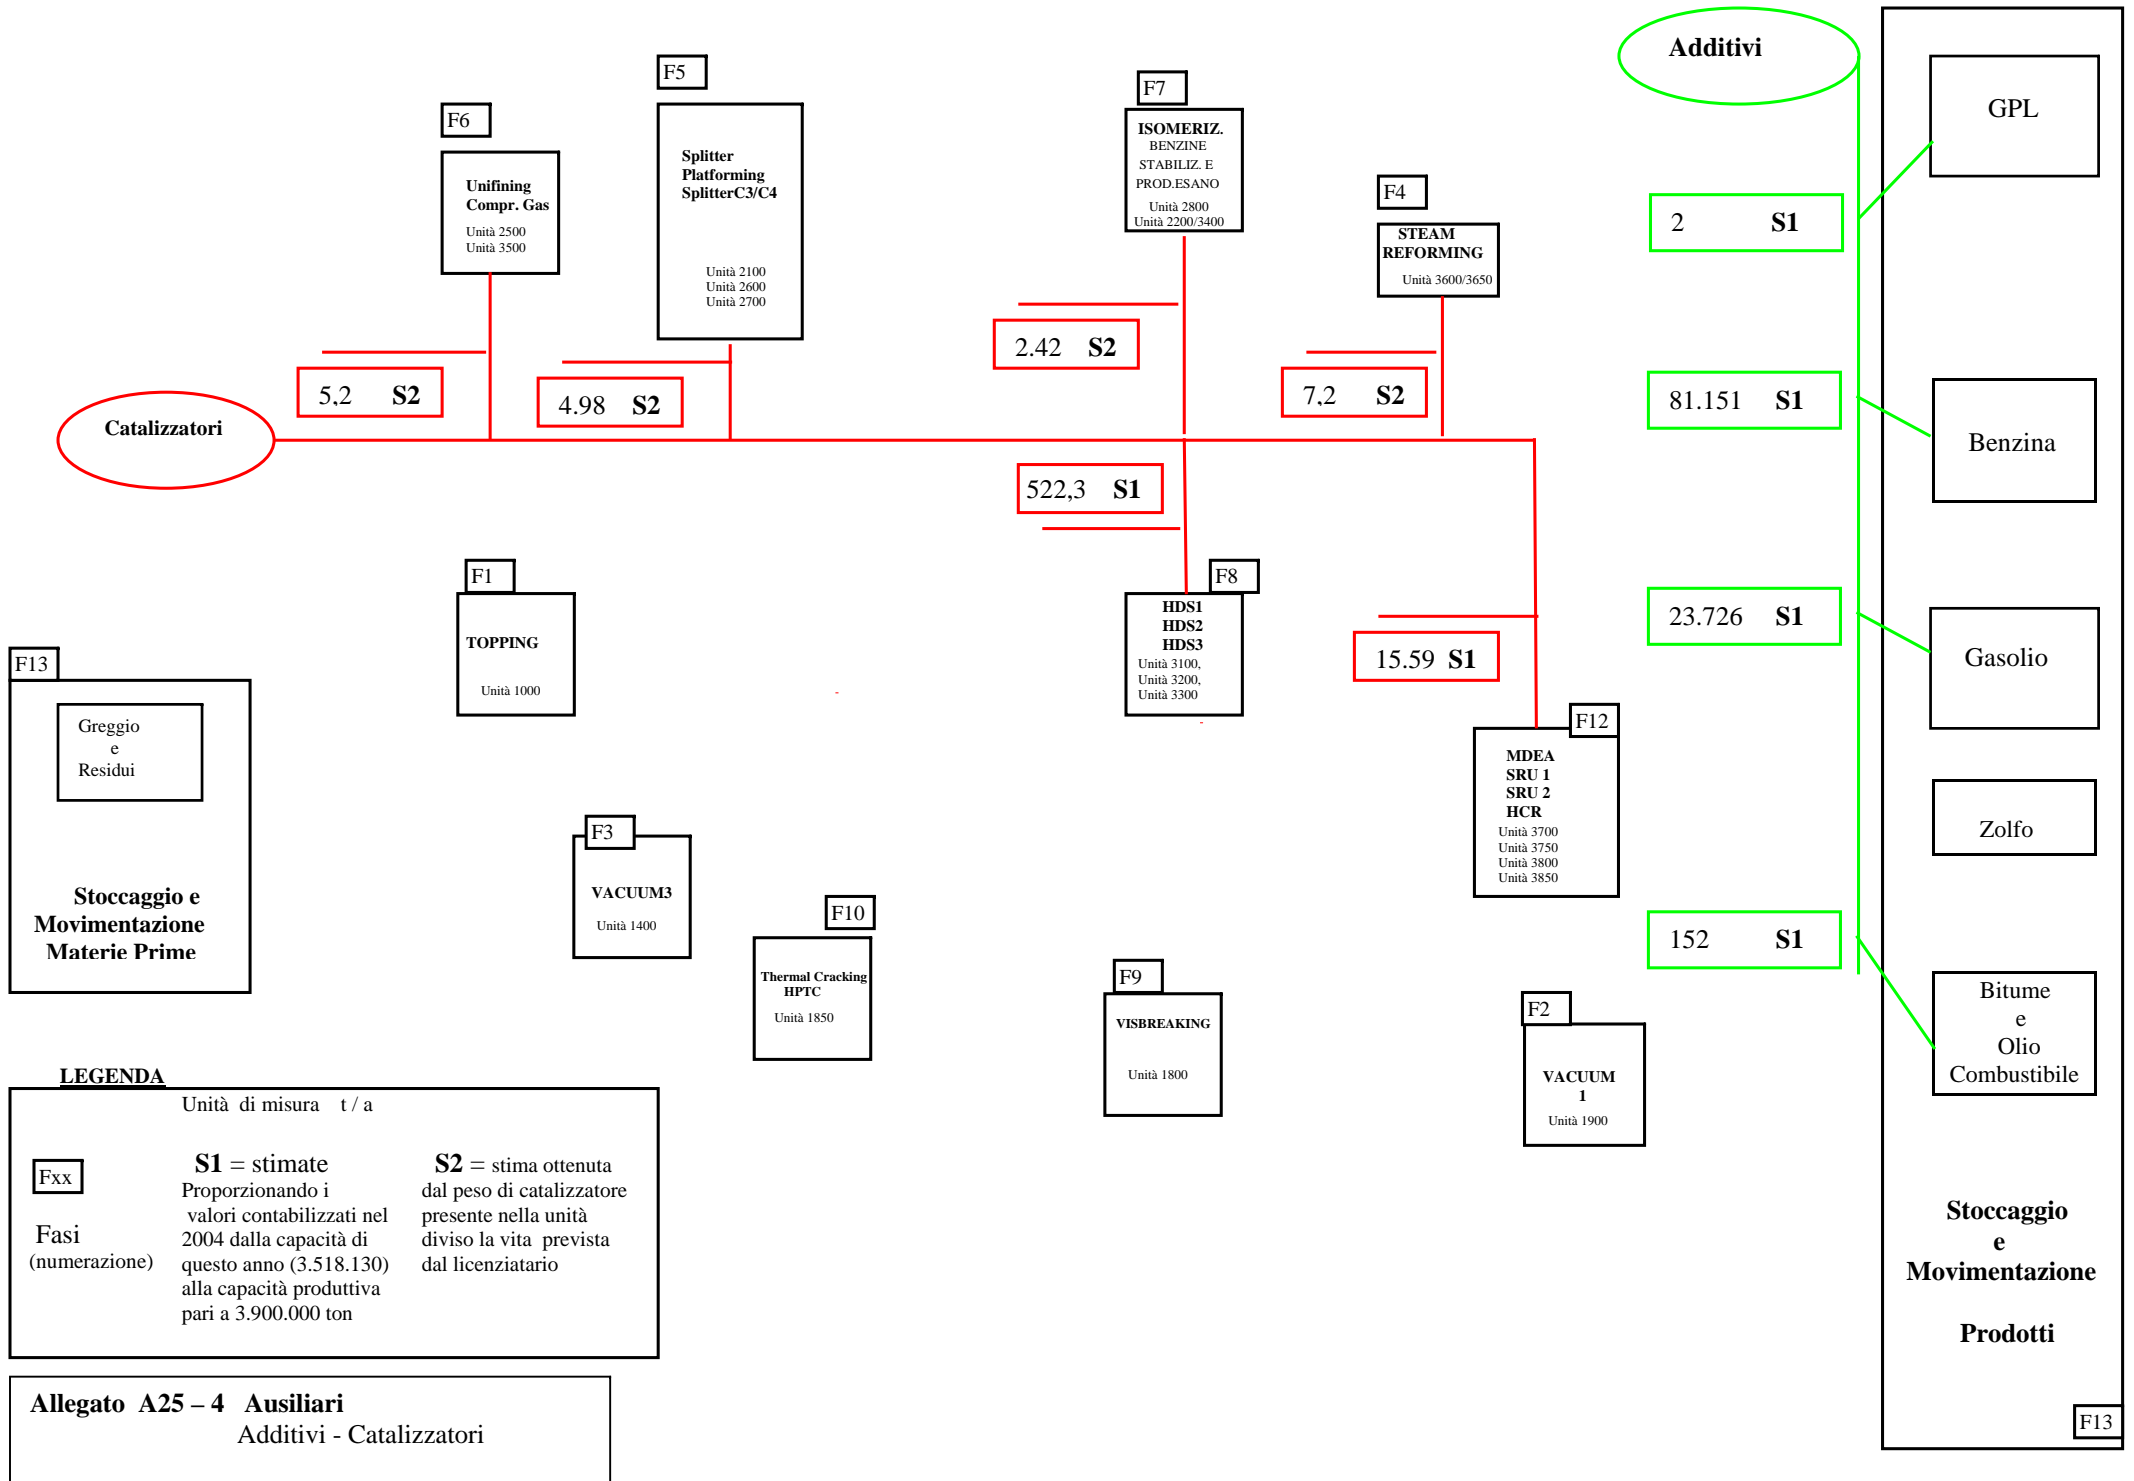 Additivi
F5
F7
GPL
F6
ISOMERIZ.
BENZINE
STABILIZ. E
PROD.ESANO
Unità 2800
Unità 2200/3400
Splitter
Platforming
SplitterC3/C4
Unità 2100
Unità 2600
Unità 2700
Unifining
Compr. Gas
Unità 2500
Unità 3500
F4
STEAM
REFORMING
Unità 3600/3650
2 S1
2.42 S2
5,2 S2
4.98 S2
7,2 S2
81.151 S1
Catalizzatori
Benzina
522,3 S1
F1
TOPPING
Unità 1000
F8
HDS1
HDS2
HDS3
Unità 3100,
Unità 3200,
Unità 3300
23.726 S1
15.59 S1
Gasolio
F13
Greggio
e
Residui
Stoccaggio e
Movimentazione
Materie Prime
F12
MDEA
SRU 1
SRU 2
HCR
Unità 3700
Unità 3750
Unità 3800
Unità 3850
Zolfo
F3
VACUUM3
Unità 1400
F10
Thermal Cracking
HPTC
Unità 1850
152 S1
F9
VISBREAKING
Unità 1800
F2
VACUUM
1
Unità 1900
Bitume
e
Olio
Combustibile
LEGENDA
Unità di misura t / a
Fxx
Fasi
(numerazione)
S1 = stimate
Proporzionando i
valori contabilizzati nel
2004 dalla capacità di
questo anno (3.518.130)
alla capacità produttiva
pari a 3.900.000 ton
S2 = stima ottenuta
dal peso di catalizzatore
presente nella unità
diviso la vita prevista
dal licenziatario
Stoccaggio
e
Movimentazione
Prodotti
F13
Allegato A25 – 4 Ausiliari
Additivi - Catalizzatori